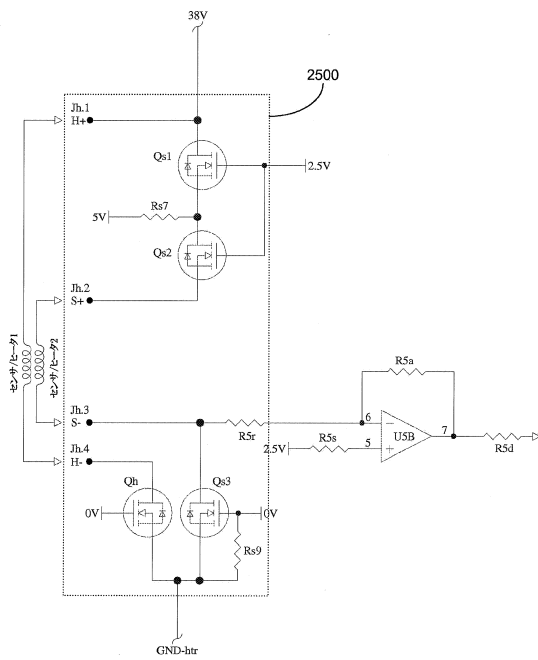 38V
2500
Jh.1
H+
Qs1
2.5V
Rs7
5V
Qs2
Jh.2
S+
センサ/ヒータ1
センサ/ヒータ2
Jh.3
S-
R5r
R5a
6
U5B
7
R5d
2.5V
R5s
5
Jh.4
H-
Qh
Qs3
0V
0V
Rs9
GND-htr